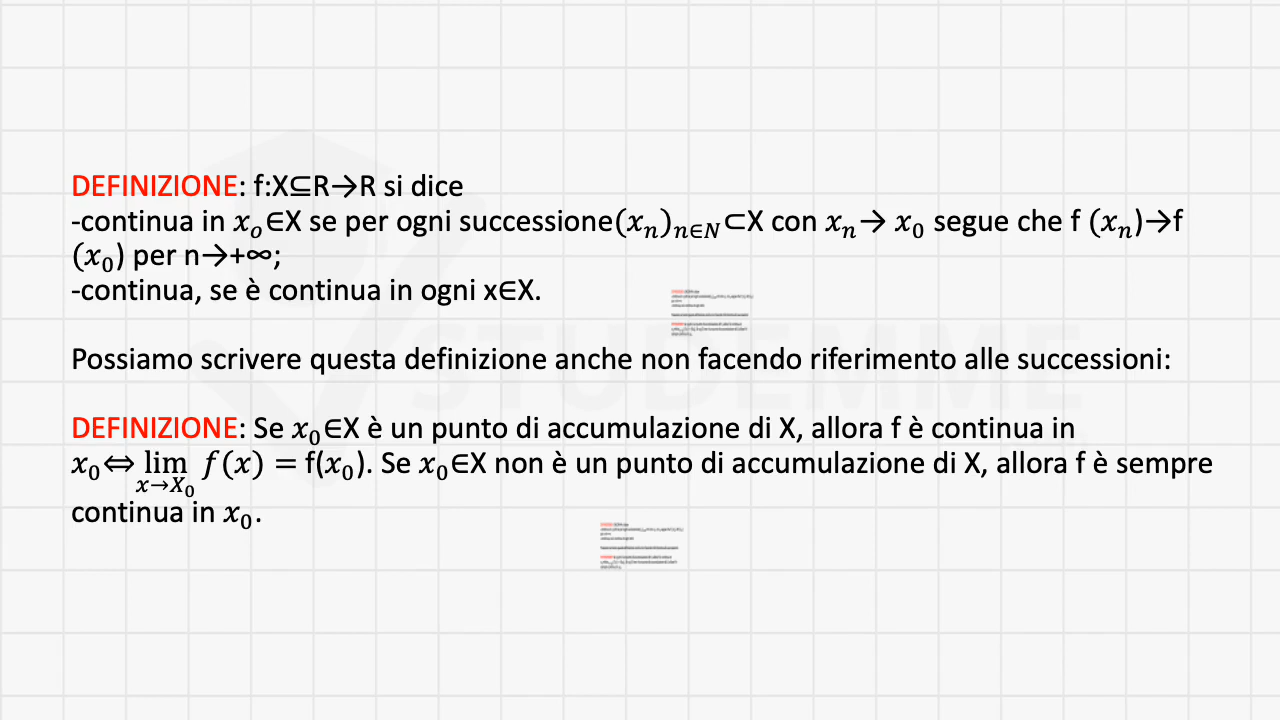 DEFINIZIONE: f:X⊆R→R si dice
-continua in xₒ∈X se per ogni successione(xₙ)ₙ∈N⊂X con xₙ→ x₀ segue che f (xₙ)→f
(x₀) per n→+∞;
-continua, se è continua in ogni x∈X.
Possiamo scrivere questa definizione anche non facendo riferimento alle successioni:
DEFINIZIONE: Se x₀∈X è un punto di accumulazione di X, allora f è continua in
x₀⇔ lim f(x) = f(x₀). Se x₀∈X non è un punto di accumulazione di X, allora f è sempre
x→X₀
continua in x₀.